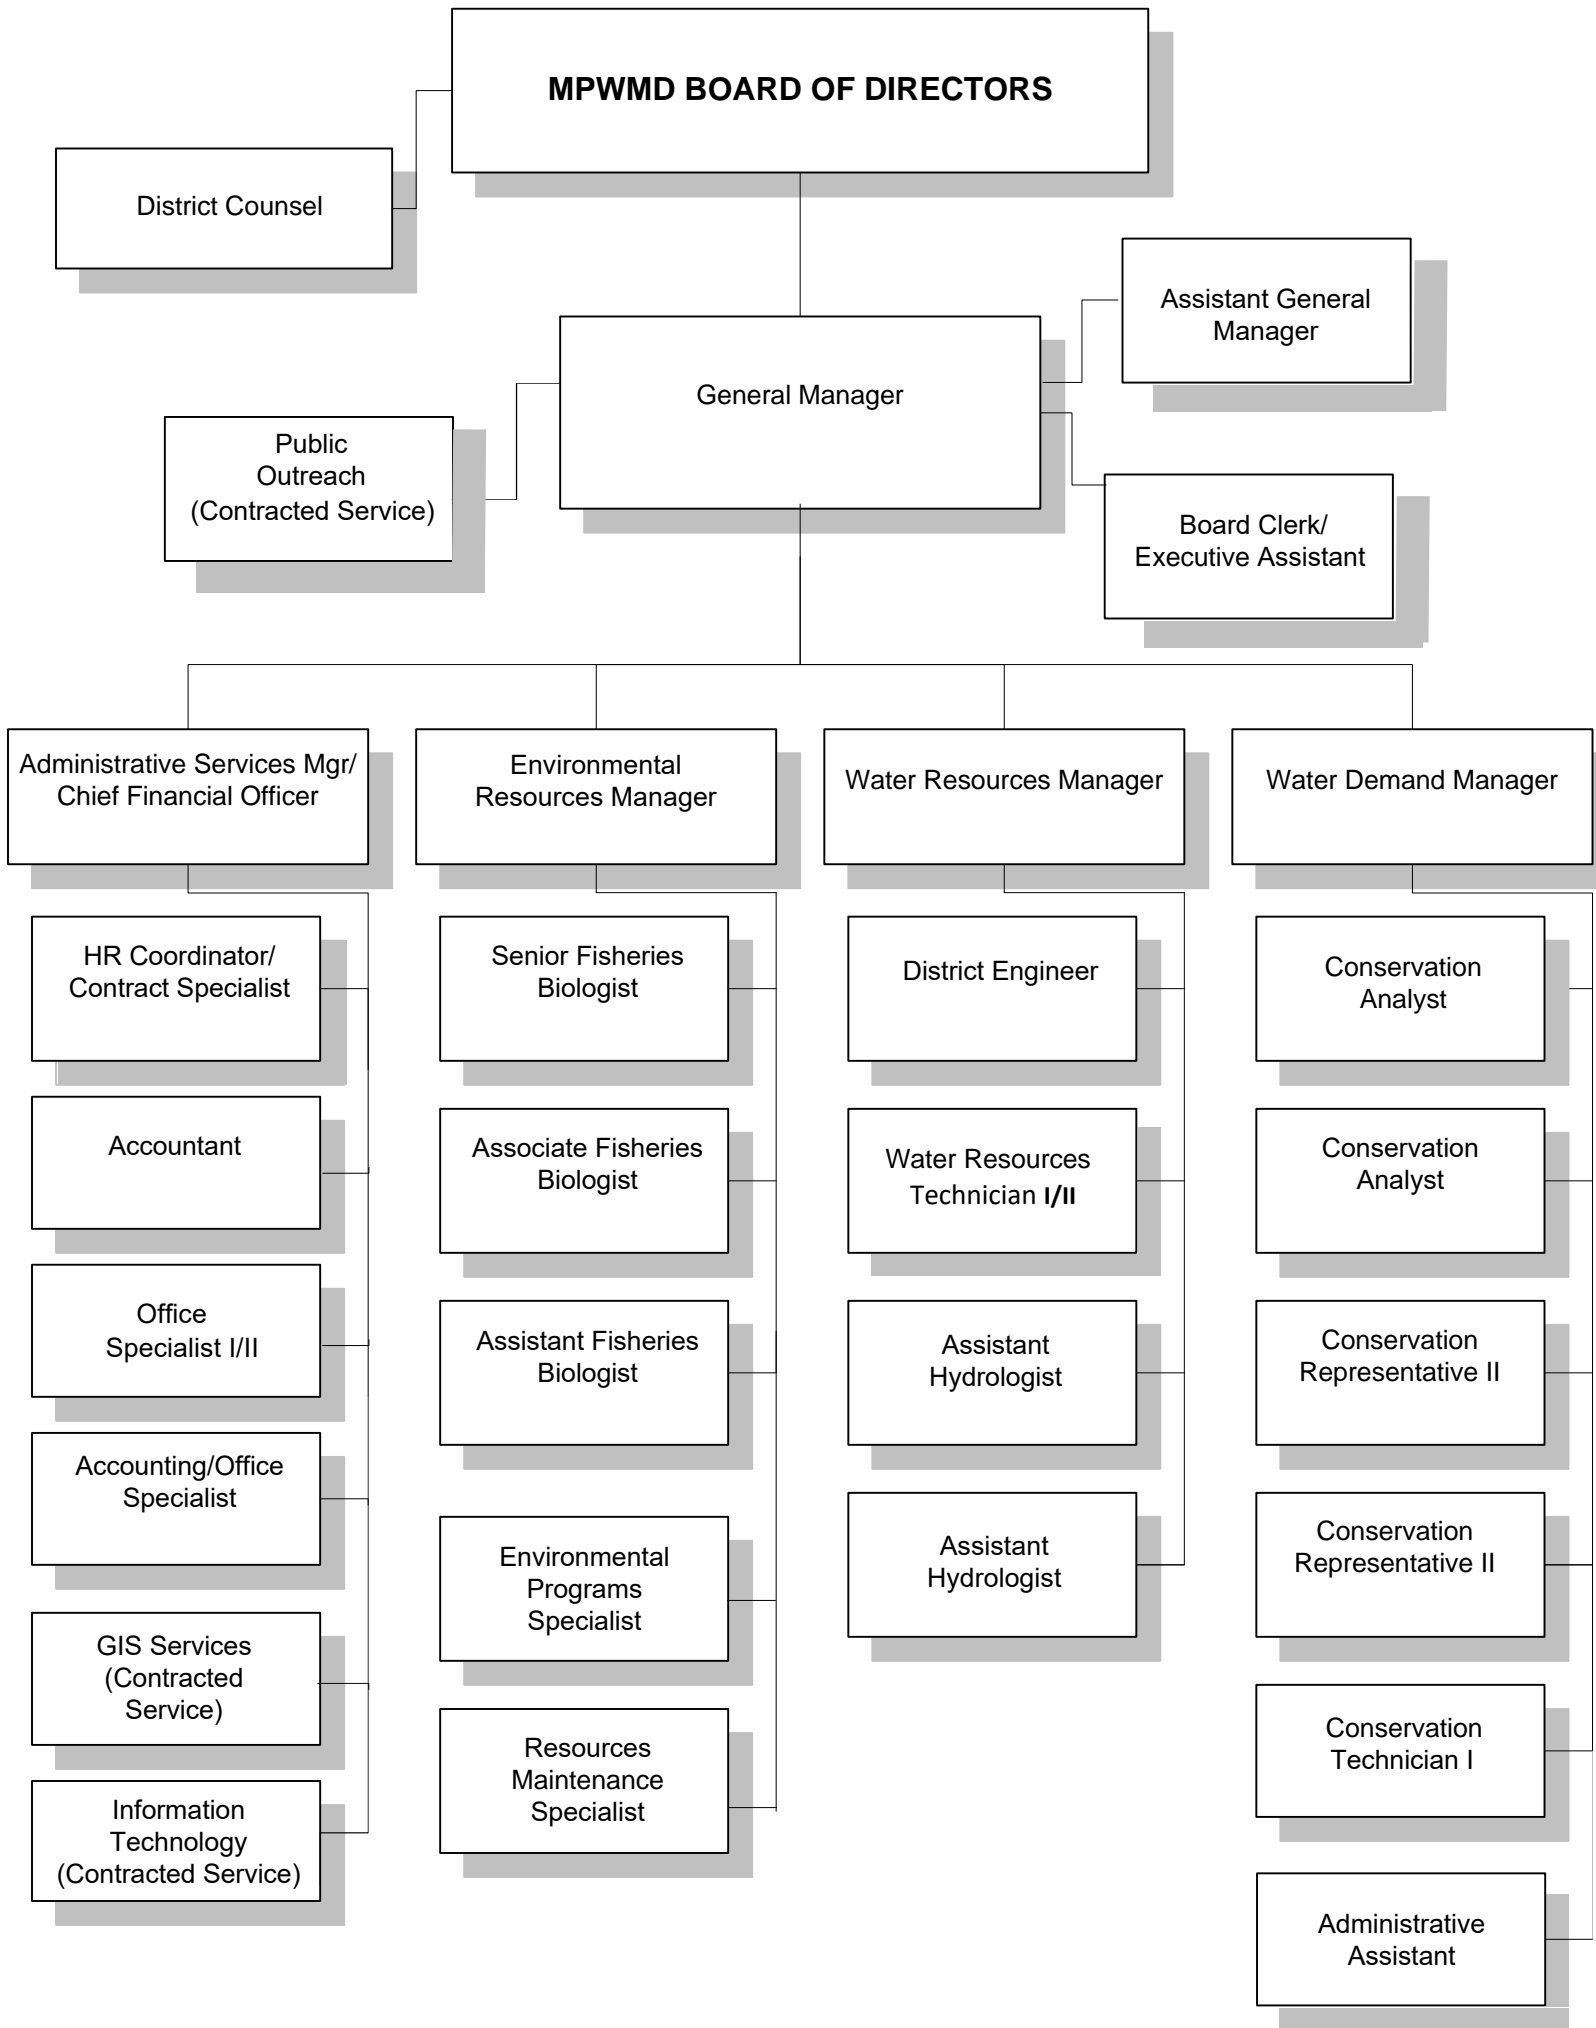 MPWMD BOARD OF DIRECTORS
District Counsel
Assistant General
Manager
General Manager
Public
Outreach
(Contracted Service)
Board Clerk/
Executive Assistant
Administrative Services Mgr/
Chief Financial Officer
Environmental
Resources Manager
Water Resources Manager
Water Demand Manager
HR Coordinator/
Contract Specialist
Accountant
Office
Specialist I/II
Accounting/Office
Specialist
GIS Services
(Contracted
Service)
Information
Technology
(Contracted Service)
Senior Fisheries
Biologist
Associate Fisheries
Biologist
Assistant Fisheries
Biologist
Environmental
Programs
Specialist
Resources
Maintenance
Specialist
District Engineer
Water Resources
Technician I/II
Assistant
Hydrologist
Assistant
Hydrologist
Conservation
Analyst
Conservation
Analyst
Conservation
Representative II
Conservation
Representative II
Conservation
Technician I
Administrative
Assistant